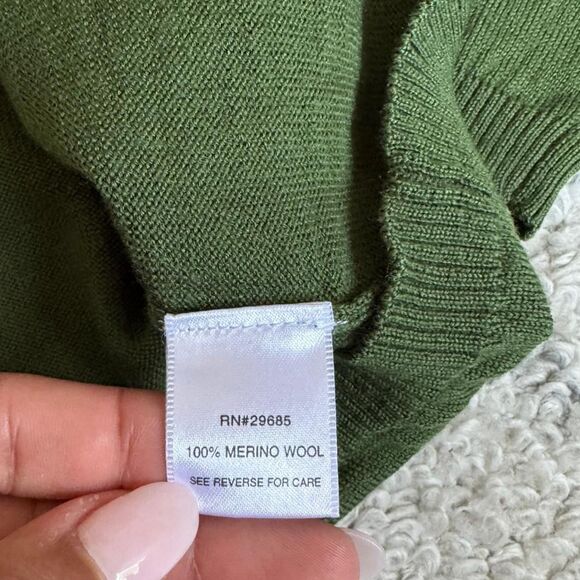 RN#29685
100% MERINO WOOL
SEE REVERSE FOR CARE